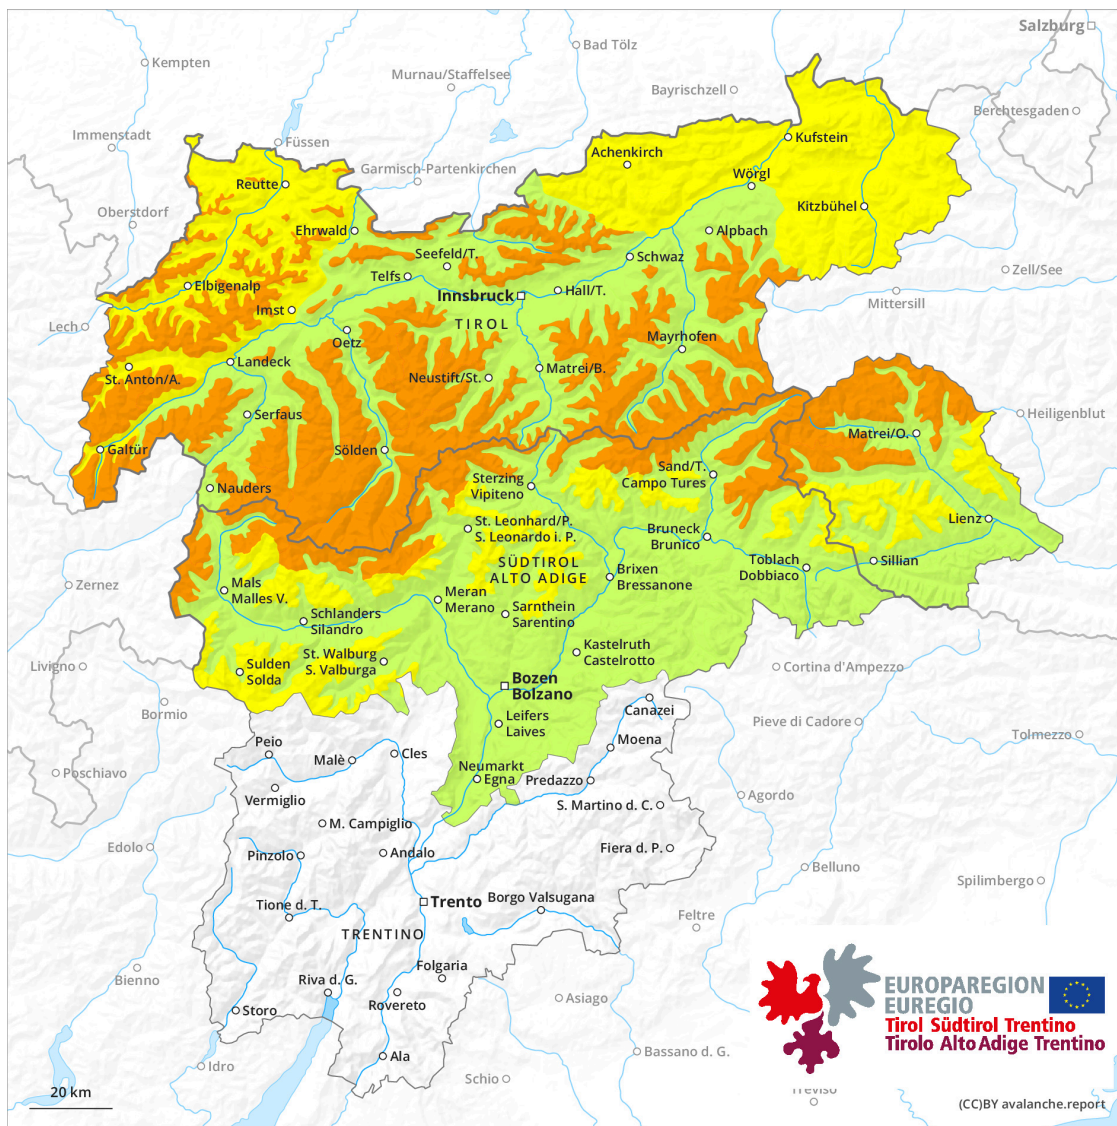 Salzburg
Bad Tölz
Kempten
Murnau/Staffelsee
Bayrischzell
Berchtesgaden
Immenstadt
Füssen
Kufstein
Achenkirch
Garmisch-Partenkirchen
Wörgl
Reutte
Kitzbühel
Oberstdorf
Ehrwald
Alpbach
Seefeld/T.
Schwaz
Zell/See
Telfs
Elbigenalp
Hall/T.
Innsbruck
Mittersill
Imst
TIROL
Lech
Oetz
Mayrhofen
Landeck
Matrei/B.
St. Anton/A.
Neustift/St.
Serfaus
Heiligenblut
Matrei/O.
Galtür
Sölden
Sand/T.
Campo Tures
Sterzing
Vipiteno
Nauders
St. Leonhard/P.
S. Leonardo i. P.
Lienz
Bruneck
Brunico
SÜDTIROL
ALTO ADIGE
Toblach
Dobbiaco
Sillian
Brixen
Bressanone
Zernez
Mals
Malles V.
Meran
Merano
Schlanders
Silandro
Sarnthein
Sarentino
Kastelruth
Castelrotto
St. Walburg
S. Valburga
Livigno
Sulden
Solda
Cortina d'Ampezzo
Bozen
Bolzano
Bormio
Canazei
Leifers
Laives
Pieve di Cadore
Tolmezzo
Peio
Moena
Malè
Cles
Poschiavo
Neumarkt
Egna
Predazzo
Vermiglio
Agordo
S. Martino d. C.
M. Campiglio
Edolo
Pinzolo
Andalo
Fiera d. P.
Belluno
Spilimbergo
Tione d. T.
Trento
Borgo Valsugana
Feltre
TRENTINO
Folgaria
Bienno
Riva d. G.
EUROPAREGION
EUREGIO
Tirol Südtirol Trentino
Tirolo Alto Adige Trentino
Rovereto
Asiago
Storo
Ala
Bassano d. G.
Idro
Schio
Treviso
20 km
(CC)BY avalanche.report